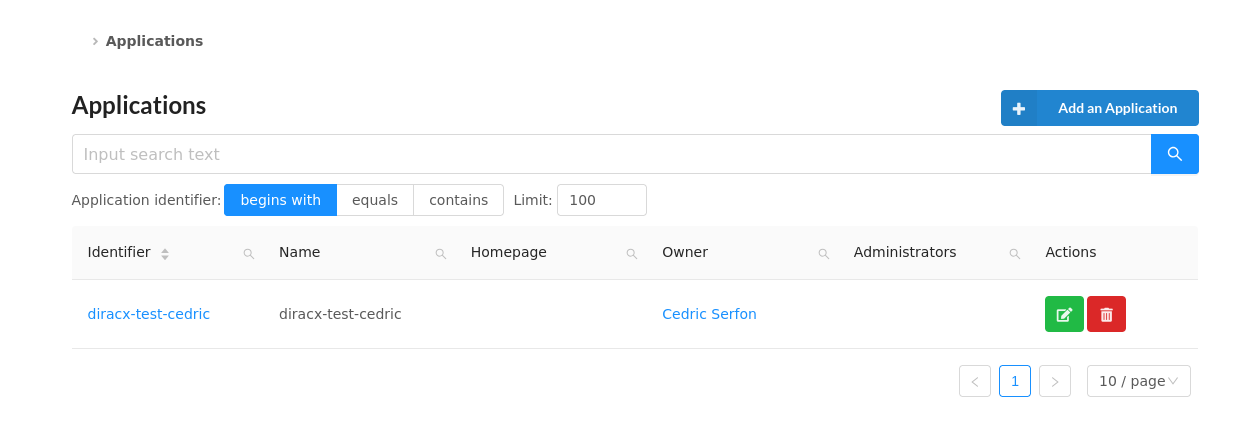 > Applications
Applications
Add an Application
Input search text
Application identifier: begins with equals contains Limit: 100
Identifier Name Homepage Owner Administrators Actions
diracx-test-cedric diracx-test-cedric Cedric Serfon
< 1 > 10 / page